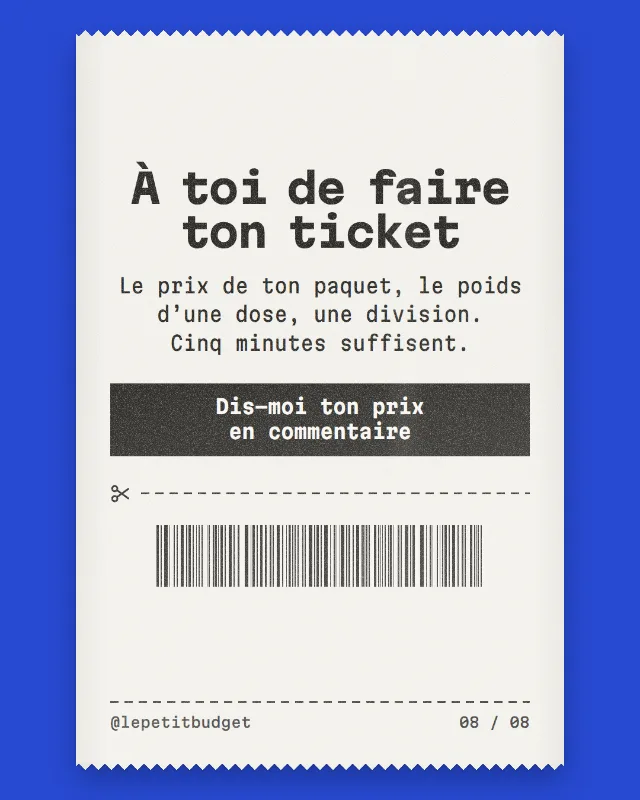 À toi de faire
ton ticket
Le prix de ton paquet, le poids
d’une dose, une division.
Cinq minutes suffisent.
Dis—moi ton prix
en commentaire
@lepetitbudget
08 / 08